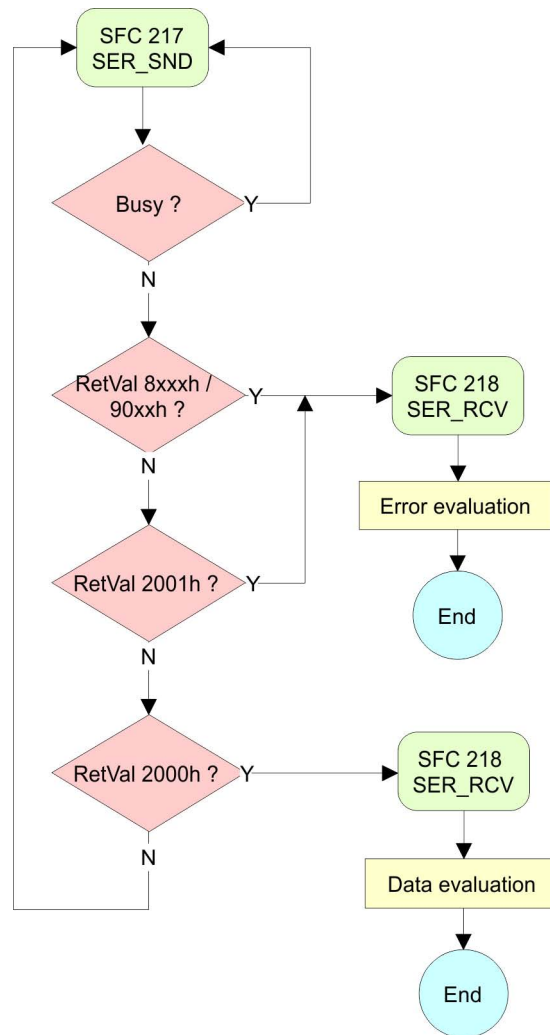 SFC 217
SER_SND
Busy ?
Y
N
RetVal 8xxxh /
90xxh ?
Y
SFC 218
SER_RCV
N
Error evaluation
RetVal 2001h ?
Y
End
N
RetVal 2000h ?
Y
SFC 218
SER_RCV
N
Data evaluation
End